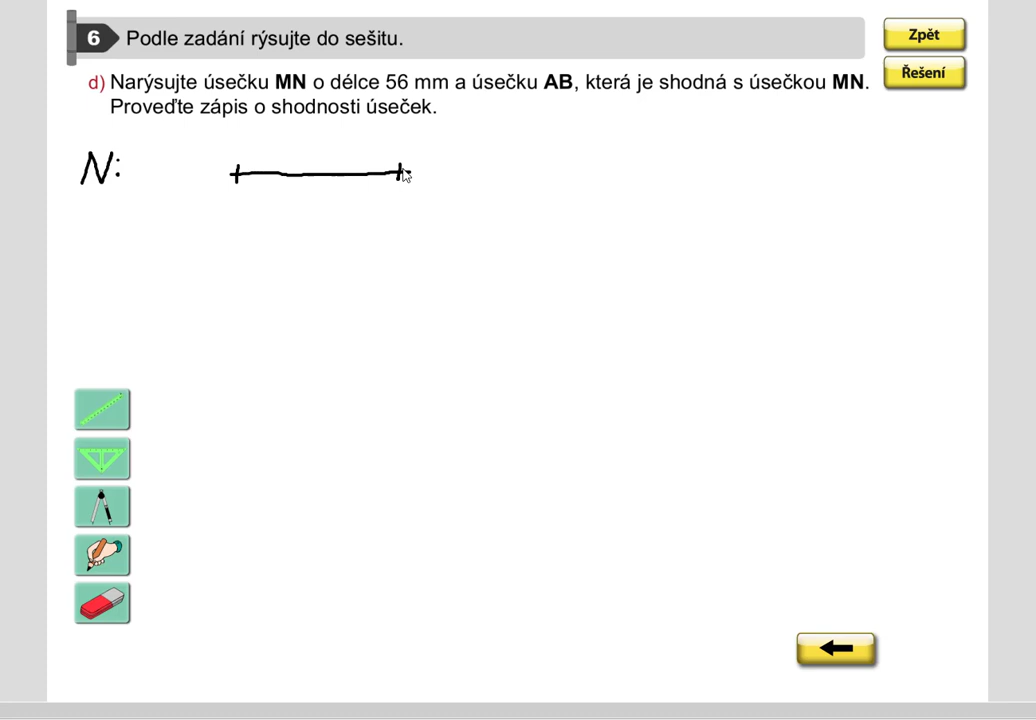 6 Podle zadání rýsujte do sešitu.
Zpět
Řešení
d) Narýsujte úsečku MN o délce 56 mm a úsečku AB, která je shodná s úsečkou MN.
Proveďte zápis o shodnosti úseček.
N: